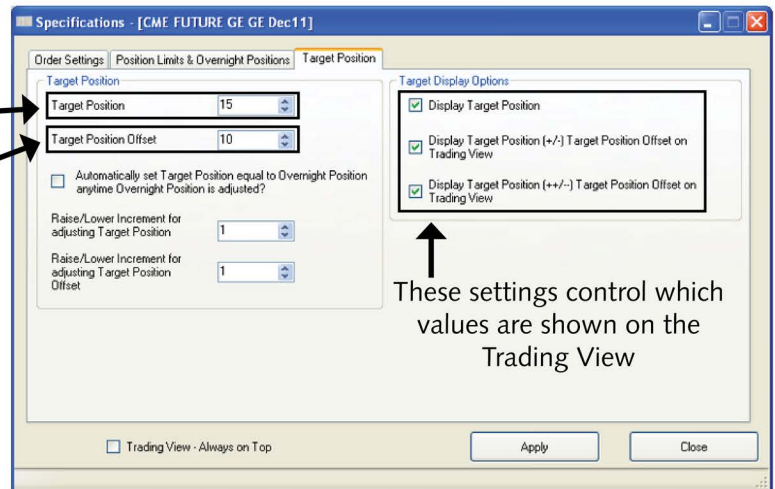 Specifications - [CME FUTURE GE GE Dec11]
Order Settings
Position Limits & Overnight Positions
Target Position
Target Position
Target Position
15
Target Position Offset
10
Automatically set Target Position equal to Overnight Position
anytime Overnight Position is adjusted?
Raise/Lower Increment for
adjusting Target Position
1
Raise/Lower Increment for
adjusting Target Position
Offset
1
Target Display Options
Display Target Position
Display Target Position (+/-) Target Position Offset on
Trading View
Display Target Position (++/--) Target Position Offset on
Trading View
These settings control which
values are shown on the
Trading View
Trading View - Always on Top
Apply
Close